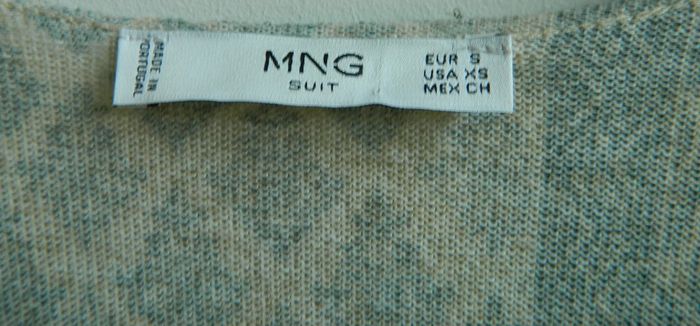 MADE IN
PORTUGAL
MNG
SUIT
EUR S
USA XS
MEX CH